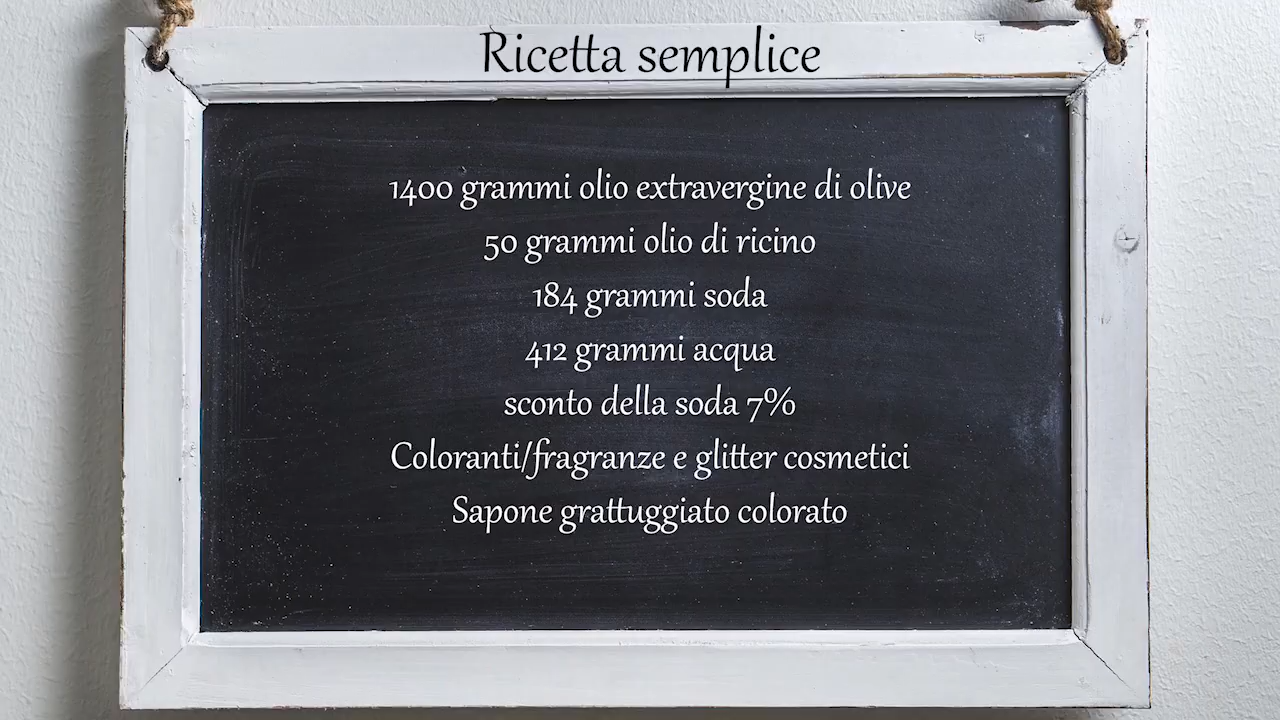 Ricetta semplice
1400 grammi olio extravergine di olive
50 grammi olio di ricino
184 grammi soda
412 grammi acqua
sconto della soda 7%
Coloranti/fragranze e glitter cosmetici
Sapone grattuggiato colorato